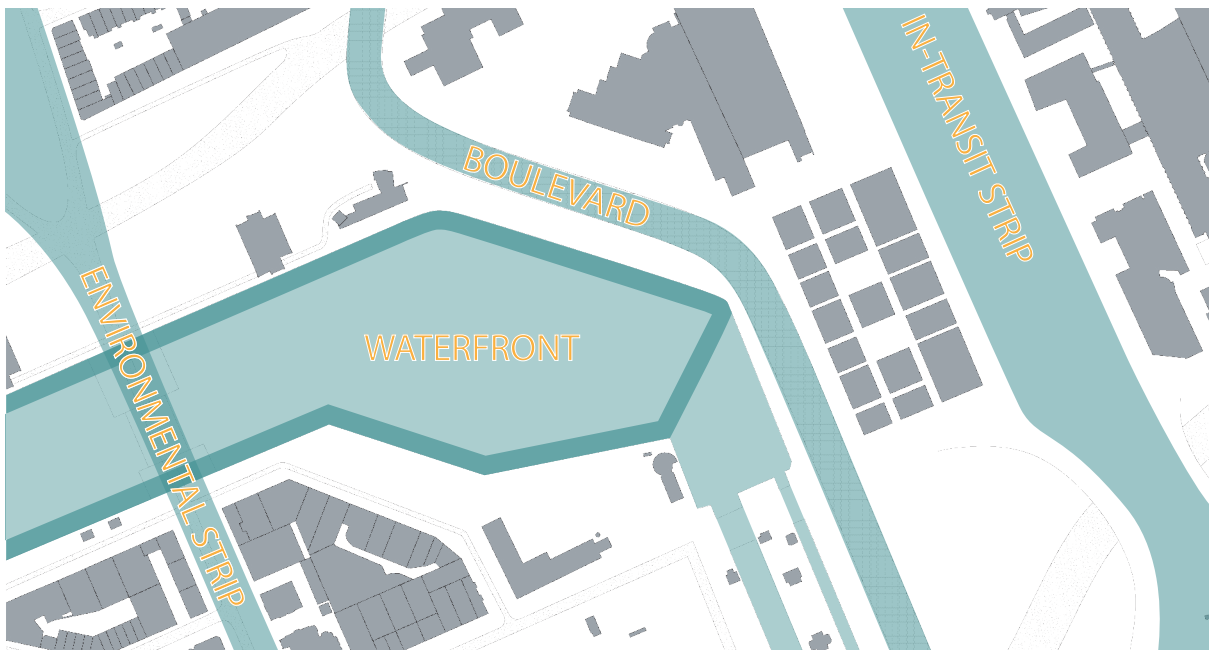 IN-TRANSIT STRIP
BOULEVARD
ENVIRONMENTAL STRIP
WATERFRONT